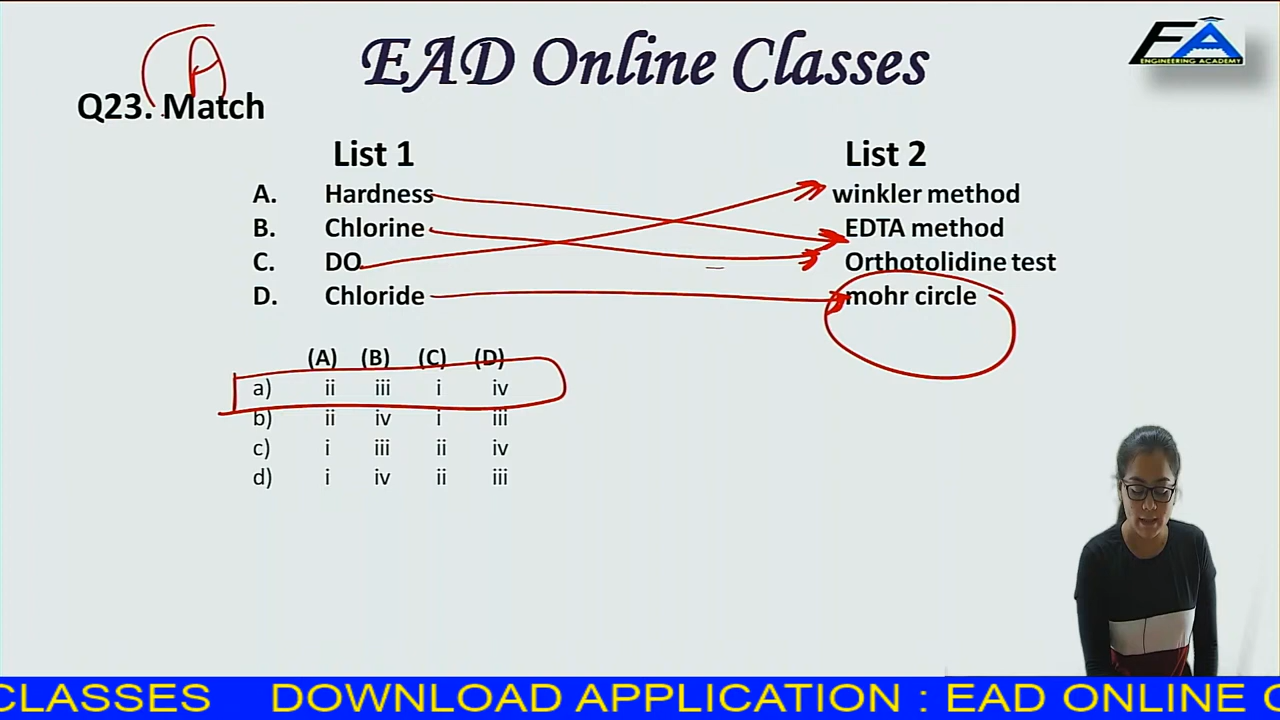 EAD Online Classes
EA
ENGINEERING ACADEMY
A
Q23. Match
List 1 List 2
A. Hardness winkler method
B. Chlorine EDTA method
C. DO Orthotolidine test
D. Chloride mohr circle
(A) (B) (C) (D)
a) ii iii i iv
b) ii iv i iii
c) i iii ii iv
d) i iv ii iii
CLASSES DOWNLOAD APPLICATION : EAD ONLINE